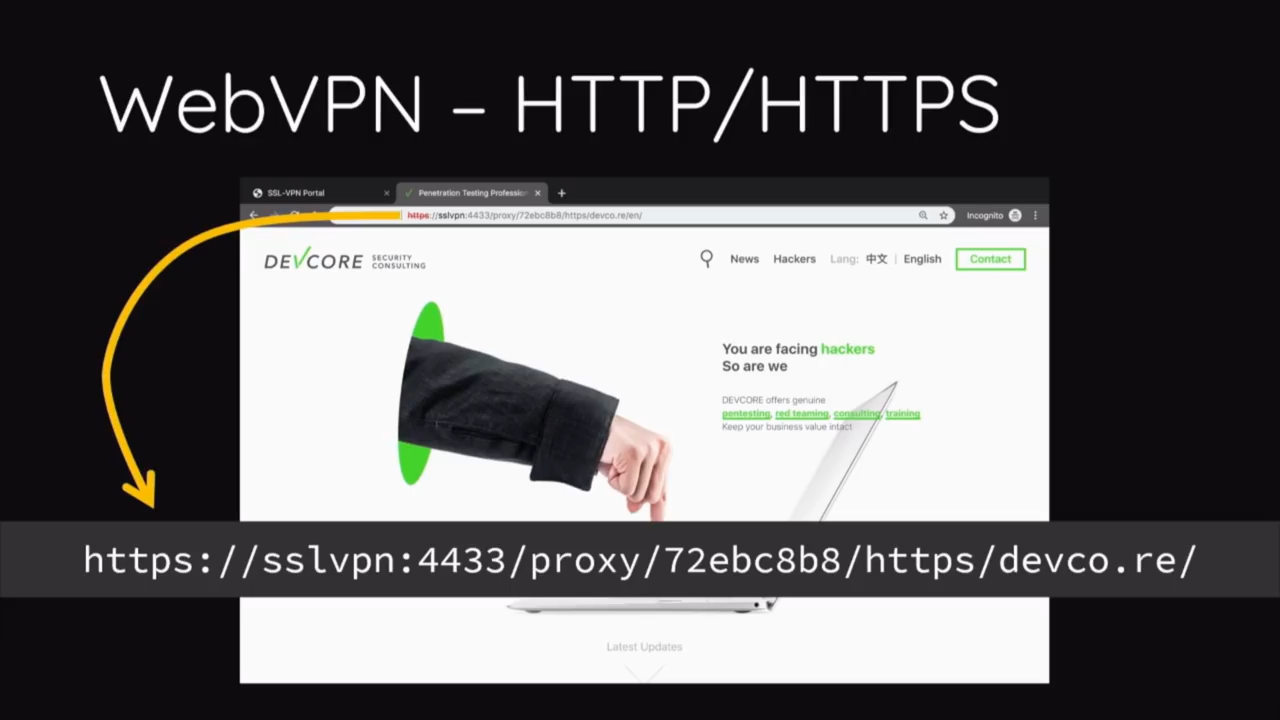 WebVPN – HTTP/HTTPS
SSL-VPN Portal
Penetration Testing Profession
https://sslvpn:4433/proxy/72ebc8b8/https/devco.re/en/
Incognito
DEVCORE SECURITY CONSULTING
News Hackers Lang: 中文 | English Contact
You are facing hackers
So are we
DEVCORE offers genuine
pentesting, red teaming, consulting, training
Keep your business value intact
https://sslvpn:4433/proxy/72ebc8b8/https/devco.re/
Latest Updates